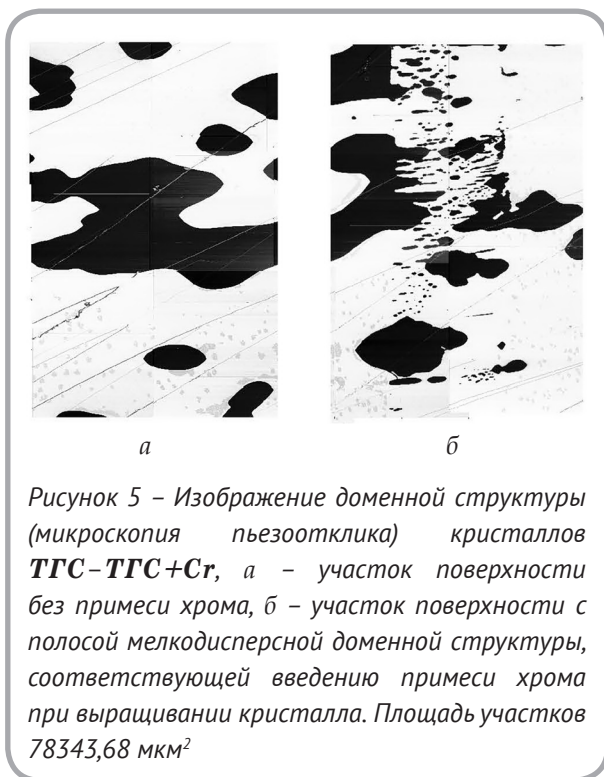 а
б
Рисунок 5 – Изображение доменной структуры
(микроскопия пьезоотклика) кристаллов
ТГС–ТГС+Cr, а – участок поверхности
без примеси хрома, б – участок поверхности с
полосой мелкодисперсной доменной структуры,
соответствующей введению примеси хрома
при выращивании кристалла. Площадь участков
78343,68 мкм²